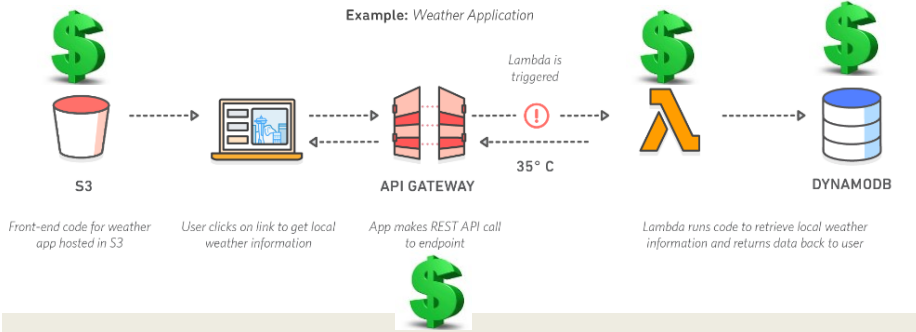 Example: Weather Application
Lambda is
triggered
35° C
S3
API GATEWAY
DYNAMODB
Front-end code for weather
app hosted in S3
User clicks on link to get local
weather information
App makes REST API call
to endpoint
Lambda runs code to retrieve local weather
information and returns data back to user